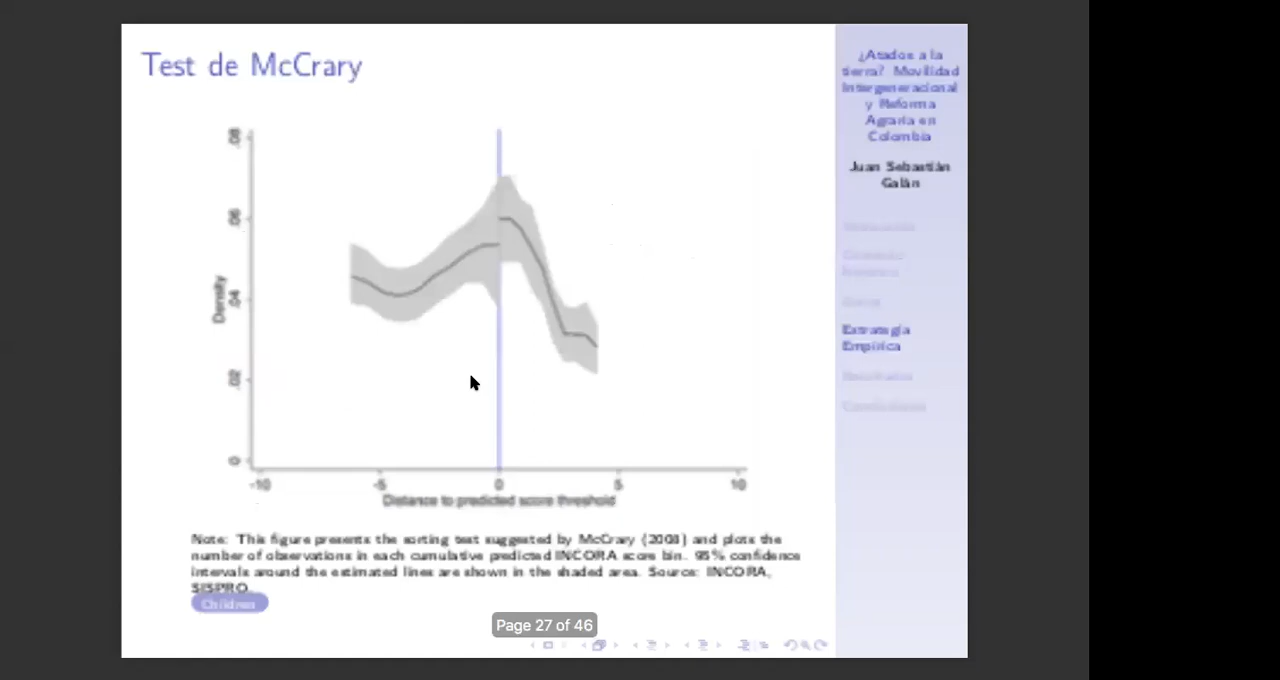 Test de McCrary
¿Atados a la
tierra? Movilidad
Intergeneracional
y Reforma
Agraria en
Colombia
Juan Sebastián
Galán
Estrategia
Empírica
Resultados
Conclusiones
.08
.06
.04
.02
0
Density
-10 -5 0 5 10
Distance to predicted score threshold
Note: This figure presents the sorting test suggested by McCrary (2008) and plots the
number of observations in each cumulative predicted INCORA score bin. 95% confidence
intervals around the estimated lines are shown in the shaded area. Source: INCORA,
SISPRO.
Children
Page 27 of 46